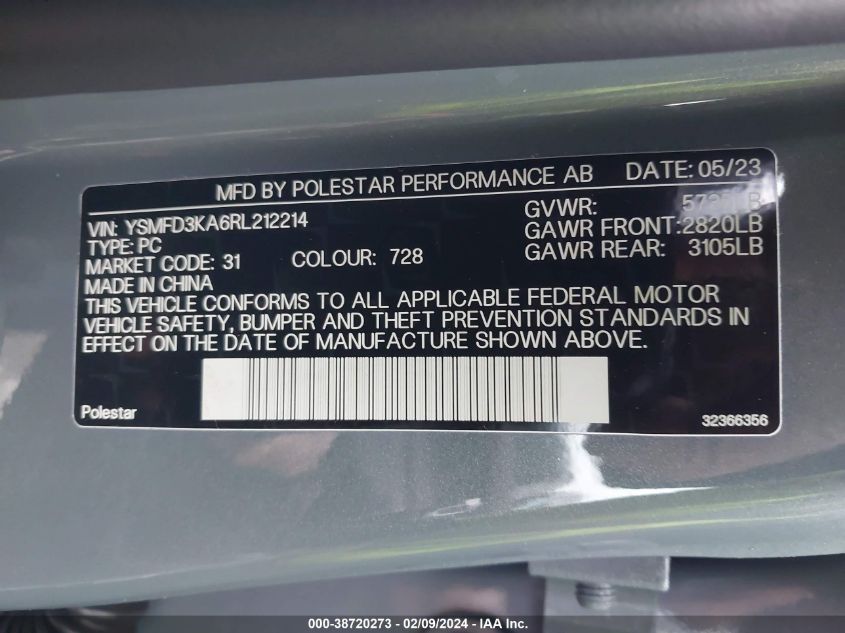 MFD BY POLESTAR PERFORMANCE AB DATE: 05/23
VIN: YSMFD3KA6RL212214 GVWR:
TYPE: PC GAWR FRONT:2820LB
MARKET CODE: 31 COLOUR: 728 GAWR REAR: 3105LB
MADE IN CHINA
THIS VEHICLE CONFORMS TO ALL APPLICABLE FEDERAL MOTOR
VEHICLE SAFETY, BUMPER AND THEFT PREVENTION STANDARDS IN
EFFECT ON THE DATE OF MANUFACTURE SHOWN ABOVE.
Polestar 32366356
000-38720273 - 02/09/2024 - IAA Inc.